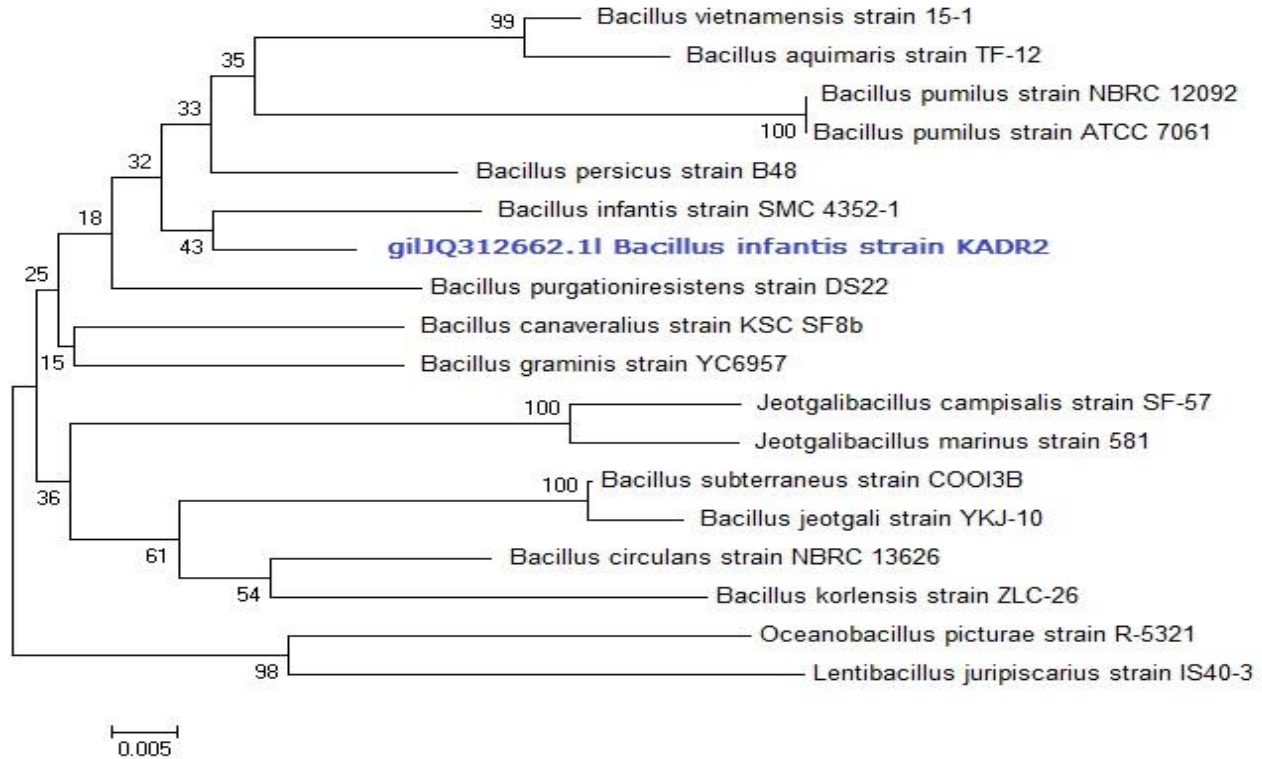 99
Bacillus vietnamensis strain 15-1
Bacillus aquimaris strain TF-12
35
Bacillus pumilus strain NBRC 12092
100
Bacillus pumilus strain ATCC 7061
33
Bacillus persicus strain B48
32
Bacillus infantis strain SMC 4352-1
18
43
gilJQ312662.1l Bacillus infantis strain KADR2
25
Bacillus purgationiresistens strain DS22
Bacillus canaveralius strain KSC SF8b
15
Bacillus graminis strain YC6957
100
Jeotgalibacillus campisalis strain SF-57
Jeotgalibacillus marinus strain 581
36
100
Bacillus subterraneus strain COOI3B
Bacillus jeotgali strain YKJ-10
61
Bacillus circulans strain NBRC 13626
54
Bacillus korlensis strain ZLC-26
Oceanobacillus picturae strain R-5321
98
Lentibacillus juripiscarius strain IS40-3
0.005